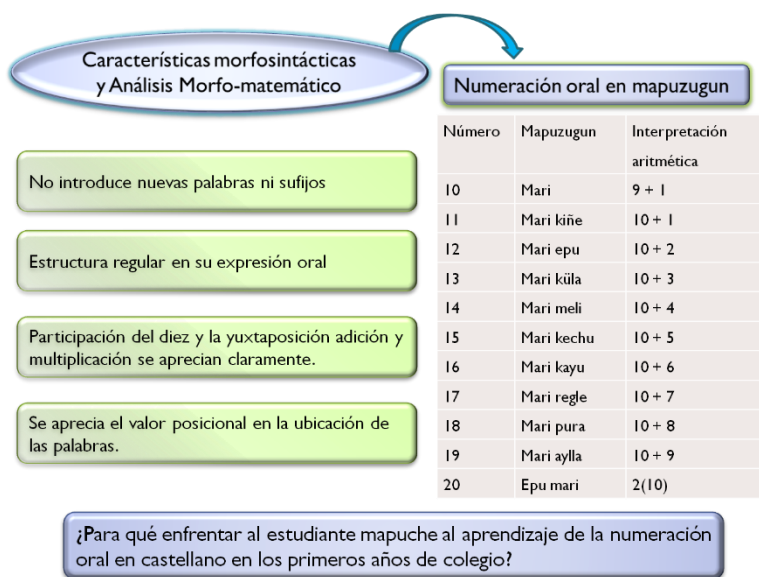 Características morfosintácticas
y Análisis Morfo-matemático
No introduce nuevas palabras ni sufijos
Estructura regular en su expresión oral
Participación del diez y la yuxtaposición adición y
multiplicación se aprecian claramente.
Se aprecia el valor posicional en la ubicación de
las palabras.
Numeración oral en mapuzugun
Número Mapuzugun Interpretación
aritmética
10 Mari 9 + 1
11 Mari kiñe 10 + 1
12 Mari epu 10 + 2
13 Mari küla 10 + 3
14 Mari meli 10 + 4
15 Mari kechu 10 + 5
16 Mari kayu 10 + 6
17 Mari regle 10 + 7
18 Mari pura 10 + 8
19 Mari aylla 10 + 9
20 Epu mari 2(10)
¿Para qué enfrentar al estudiante mapuche al aprendizaje de la numeración
oral en castellano en los primeros años de colegio?